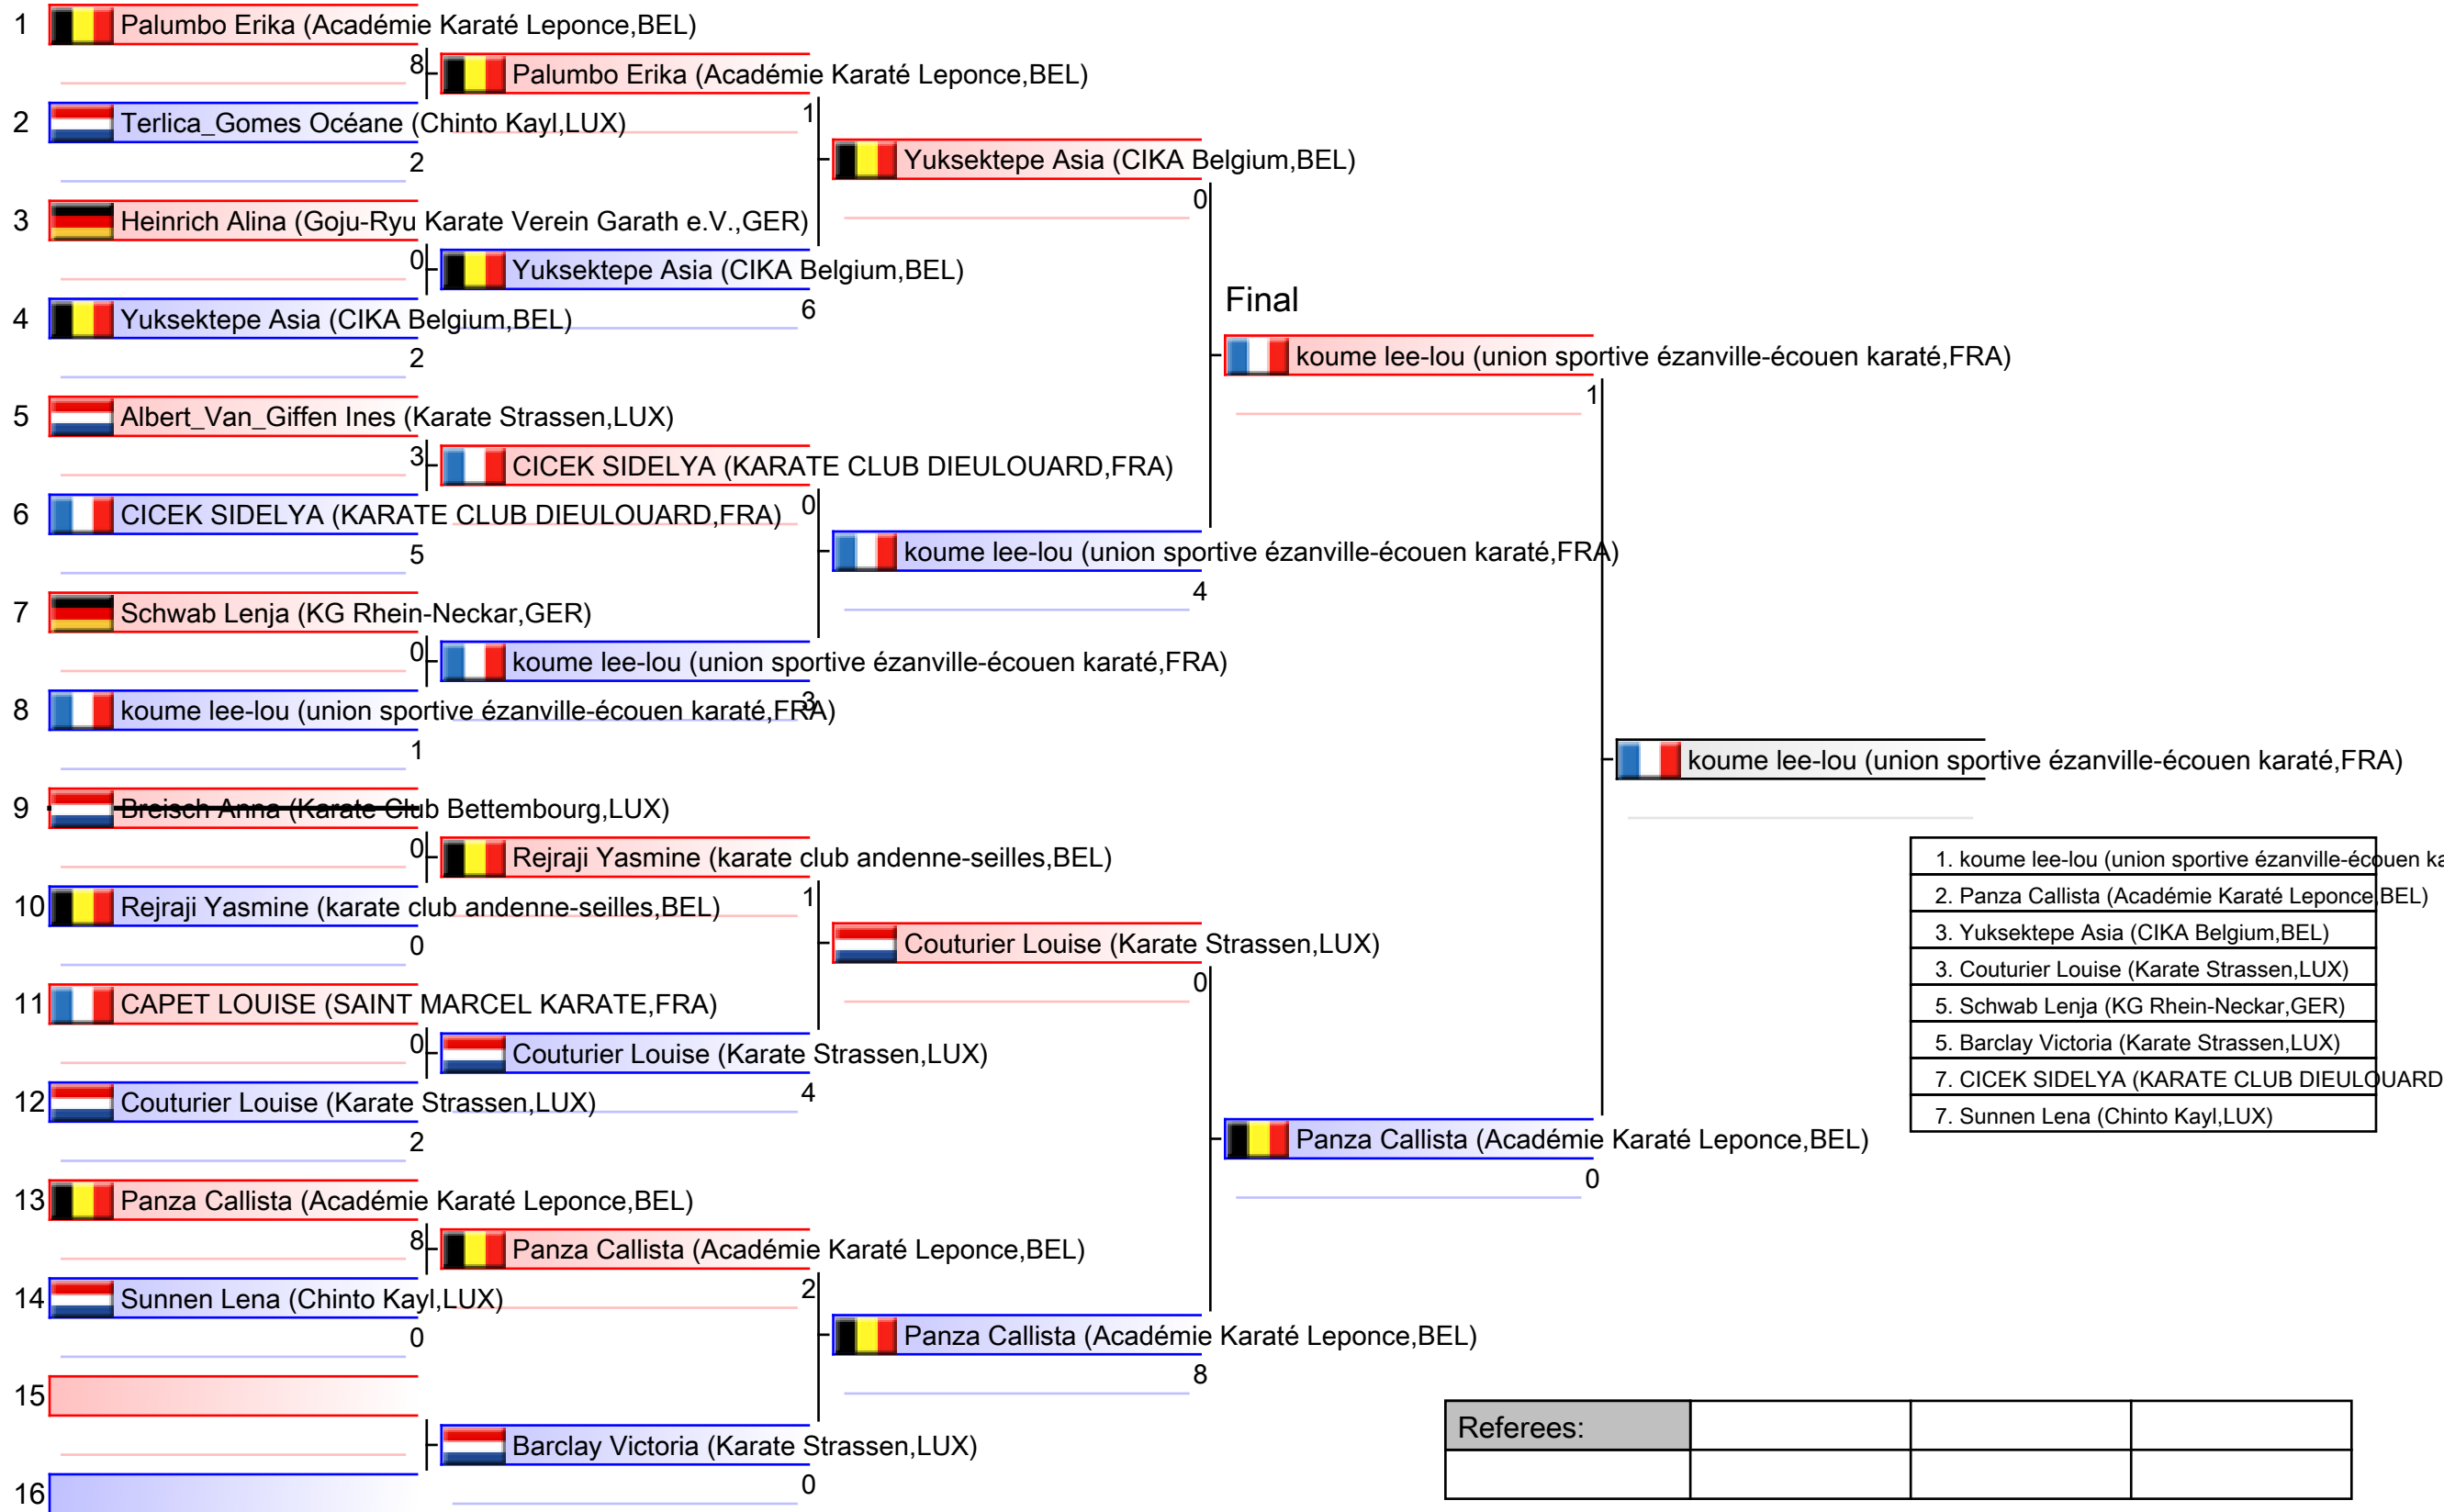 1 Palumbo Erika (Académie Karaté Leponce,BEL)
8
2 Terlica_Gomes Océane (Chinto Kayl,LUX)
2
3 Heinrich Alina (Goju-Ryu Karate Verein Garath e.V.,GER)
0
4 Yuksektepe Asia (CIKA Belgium,BEL)
2
5 Albert_Van_Giffen Ines (Karate Strassen,LUX)
3
6 CICEK SIDELYA (KARATE CLUB DIEULOUARD,FRA)
5
7 Schwab Lenja (KG Rhein-Neckar,GER)
0
8 koume lee-lou (union sportive ézanville-écouen karaté,FRA)
1
9 Breisch Anna (Karate Club Bettembourg,LUX)
0
10 Rejraji Yasmine (karate club andenne-seilles,BEL)
0
11 CAPET LOUISE (SAINT MARCEL KARATE,FRA)
0
12 Couturier Louise (Karate Strassen,LUX)
2
13 Panza Callista (Académie Karaté Leponce,BEL)
8
14 Sunnen Lena (Chinto Kayl,LUX)
0
15
16
Palumbo Erika (Académie Karaté Leponce,BEL)
1
Yuksektepe Asia (CIKA Belgium,BEL)
6
CICEK SIDELYA (KARATE CLUB DIEULOUARD,FRA)
0
koume lee-lou (union sportive ézanville-écouen karaté,FRA)
3
Rejraji Yasmine (karate club andenne-seilles,BEL)
1
Couturier Louise (Karate Strassen,LUX)
4
Panza Callista (Académie Karaté Leponce,BEL)
2
Barclay Victoria (Karate Strassen,LUX)
0
Yuksektepe Asia (CIKA Belgium,BEL)
0
koume lee-lou (union sportive ézanville-écouen karaté,FRA)
4
Couturier Louise (Karate Strassen,LUX)
0
Panza Callista (Académie Karaté Leponce,BEL)
8
Final
koume lee-lou (union sportive ézanville-écouen karaté,FRA)
1
Panza Callista (Académie Karaté Leponce,BEL)
0
koume lee-lou (union sportive ézanville-écouen karaté,FRA)
1. koume lee-lou (union sportive ézanville-écouen ka
2. Panza Callista (Académie Karaté Leponce,BEL)
3. Yuksektepe Asia (CIKA Belgium,BEL)
3. Couturier Louise (Karate Strassen,LUX)
5. Schwab Lenja (KG Rhein-Neckar,GER)
5. Barclay Victoria (Karate Strassen,LUX)
7. CICEK SIDELYA (KARATE CLUB DIEULOUARD
7. Sunnen Lena (Chinto Kayl,LUX)
Referees: